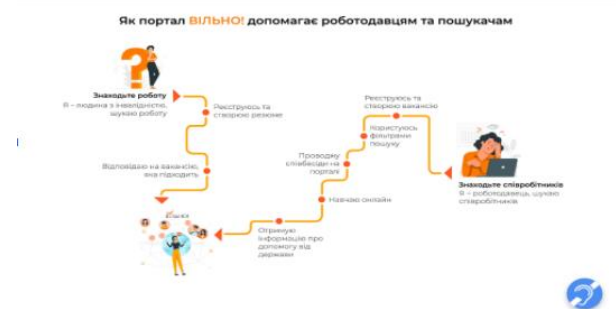 Як портал ВІЛЬНО! допомагає роботодавцям та пошукачам
Знаходьте роботу
Я – людина з інвалідністю,
шукаю роботу
Реєструюсь та
створюю резюме
Відповідаю на вакансію,
яка підходить
Реєструюсь та
створюю вакансію
Користуюсь
фільтрами
пошуку
Проводжу
співбесіди на
порталі
Навчаю онлайн
Отримую
інформацію про
допомогу від
держави
Знаходьте співробітників
Я – роботодавець, шукаю
співробітників